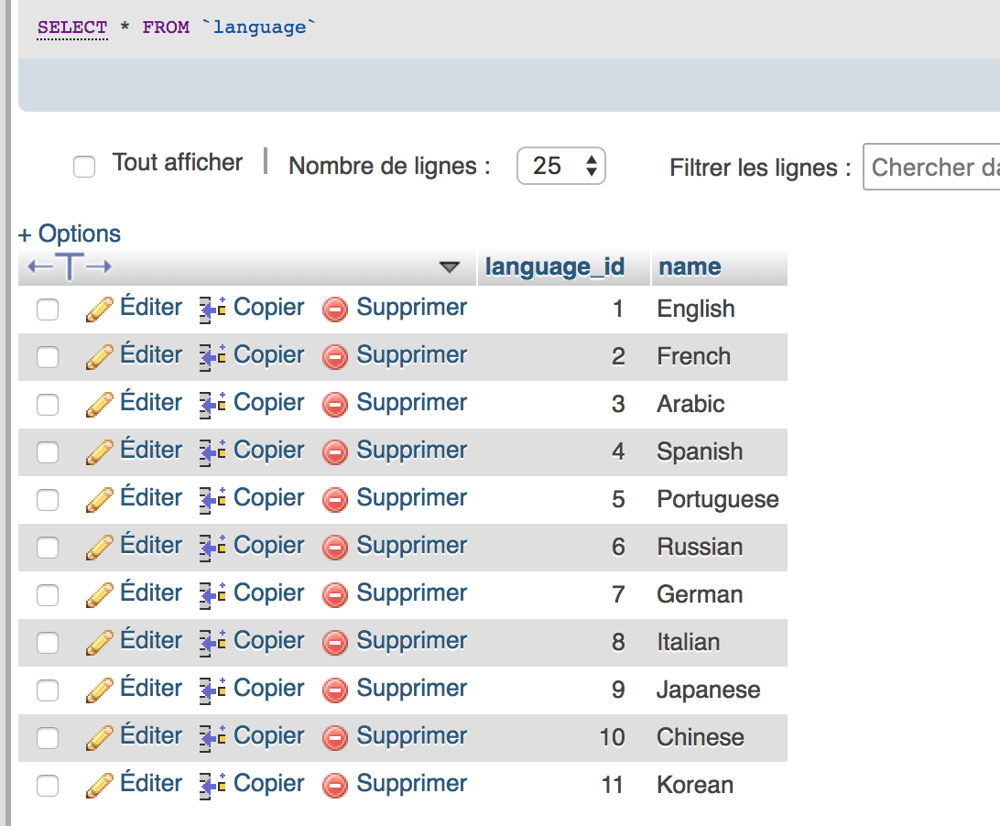 SELECT * FROM `language`
Tout afficher | Nombre de lignes : 25 Filtrer les lignes : Chercher da
+ Options
←T→ language_id name
Éditer Copier Supprimer 1 English
Éditer Copier Supprimer 2 French
Éditer Copier Supprimer 3 Arabic
Éditer Copier Supprimer 4 Spanish
Éditer Copier Supprimer 5 Portuguese
Éditer Copier Supprimer 6 Russian
Éditer Copier Supprimer 7 German
Éditer Copier Supprimer 8 Italian
Éditer Copier Supprimer 9 Japanese
Éditer Copier Supprimer 10 Chinese
Éditer Copier Supprimer 11 Korean